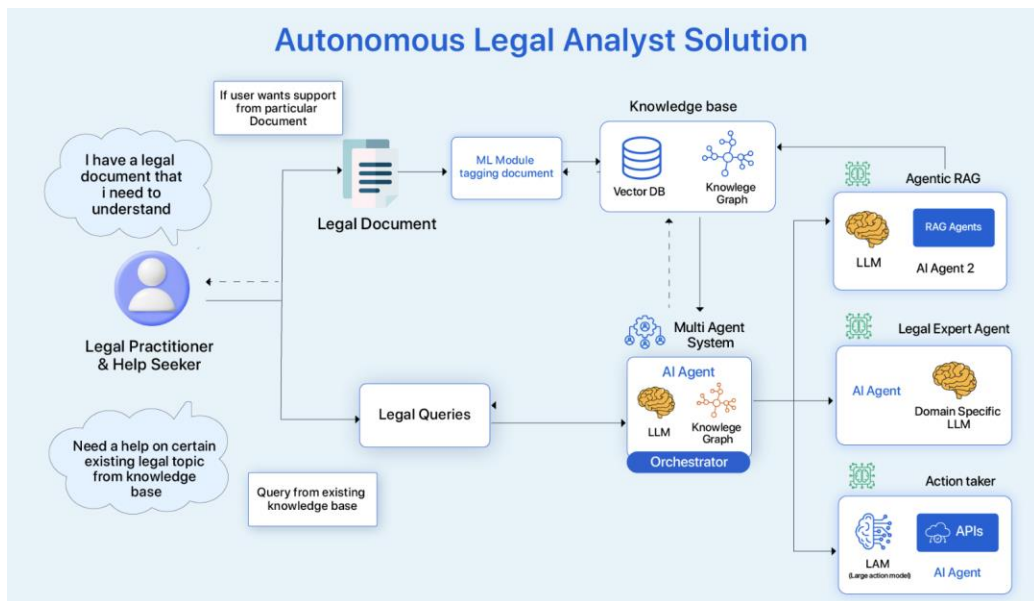 Autonomous Legal Analyst Solution
If user wants support
from particular
Document
I have a legal
document that
i need to
understand
Legal Document
ML Module
tagging document
Knowledge base
Vector DB
Knowlege
Graph
Agentic RAG
LLM
RAG Agents
AI Agent 2
Legal Practitioner
& Help Seeker
Multi Agent
System
AI Agent
LLM
Knowlege
Graph
Orchestrator
Legal Expert Agent
AI Agent
Domain Specific
LLM
Legal Queries
Need a help on certain
existing legal topic
from knowledge
base
Query from existing
knowledge base
Action taker
LAM
(Large action model)
APIs
AI Agent